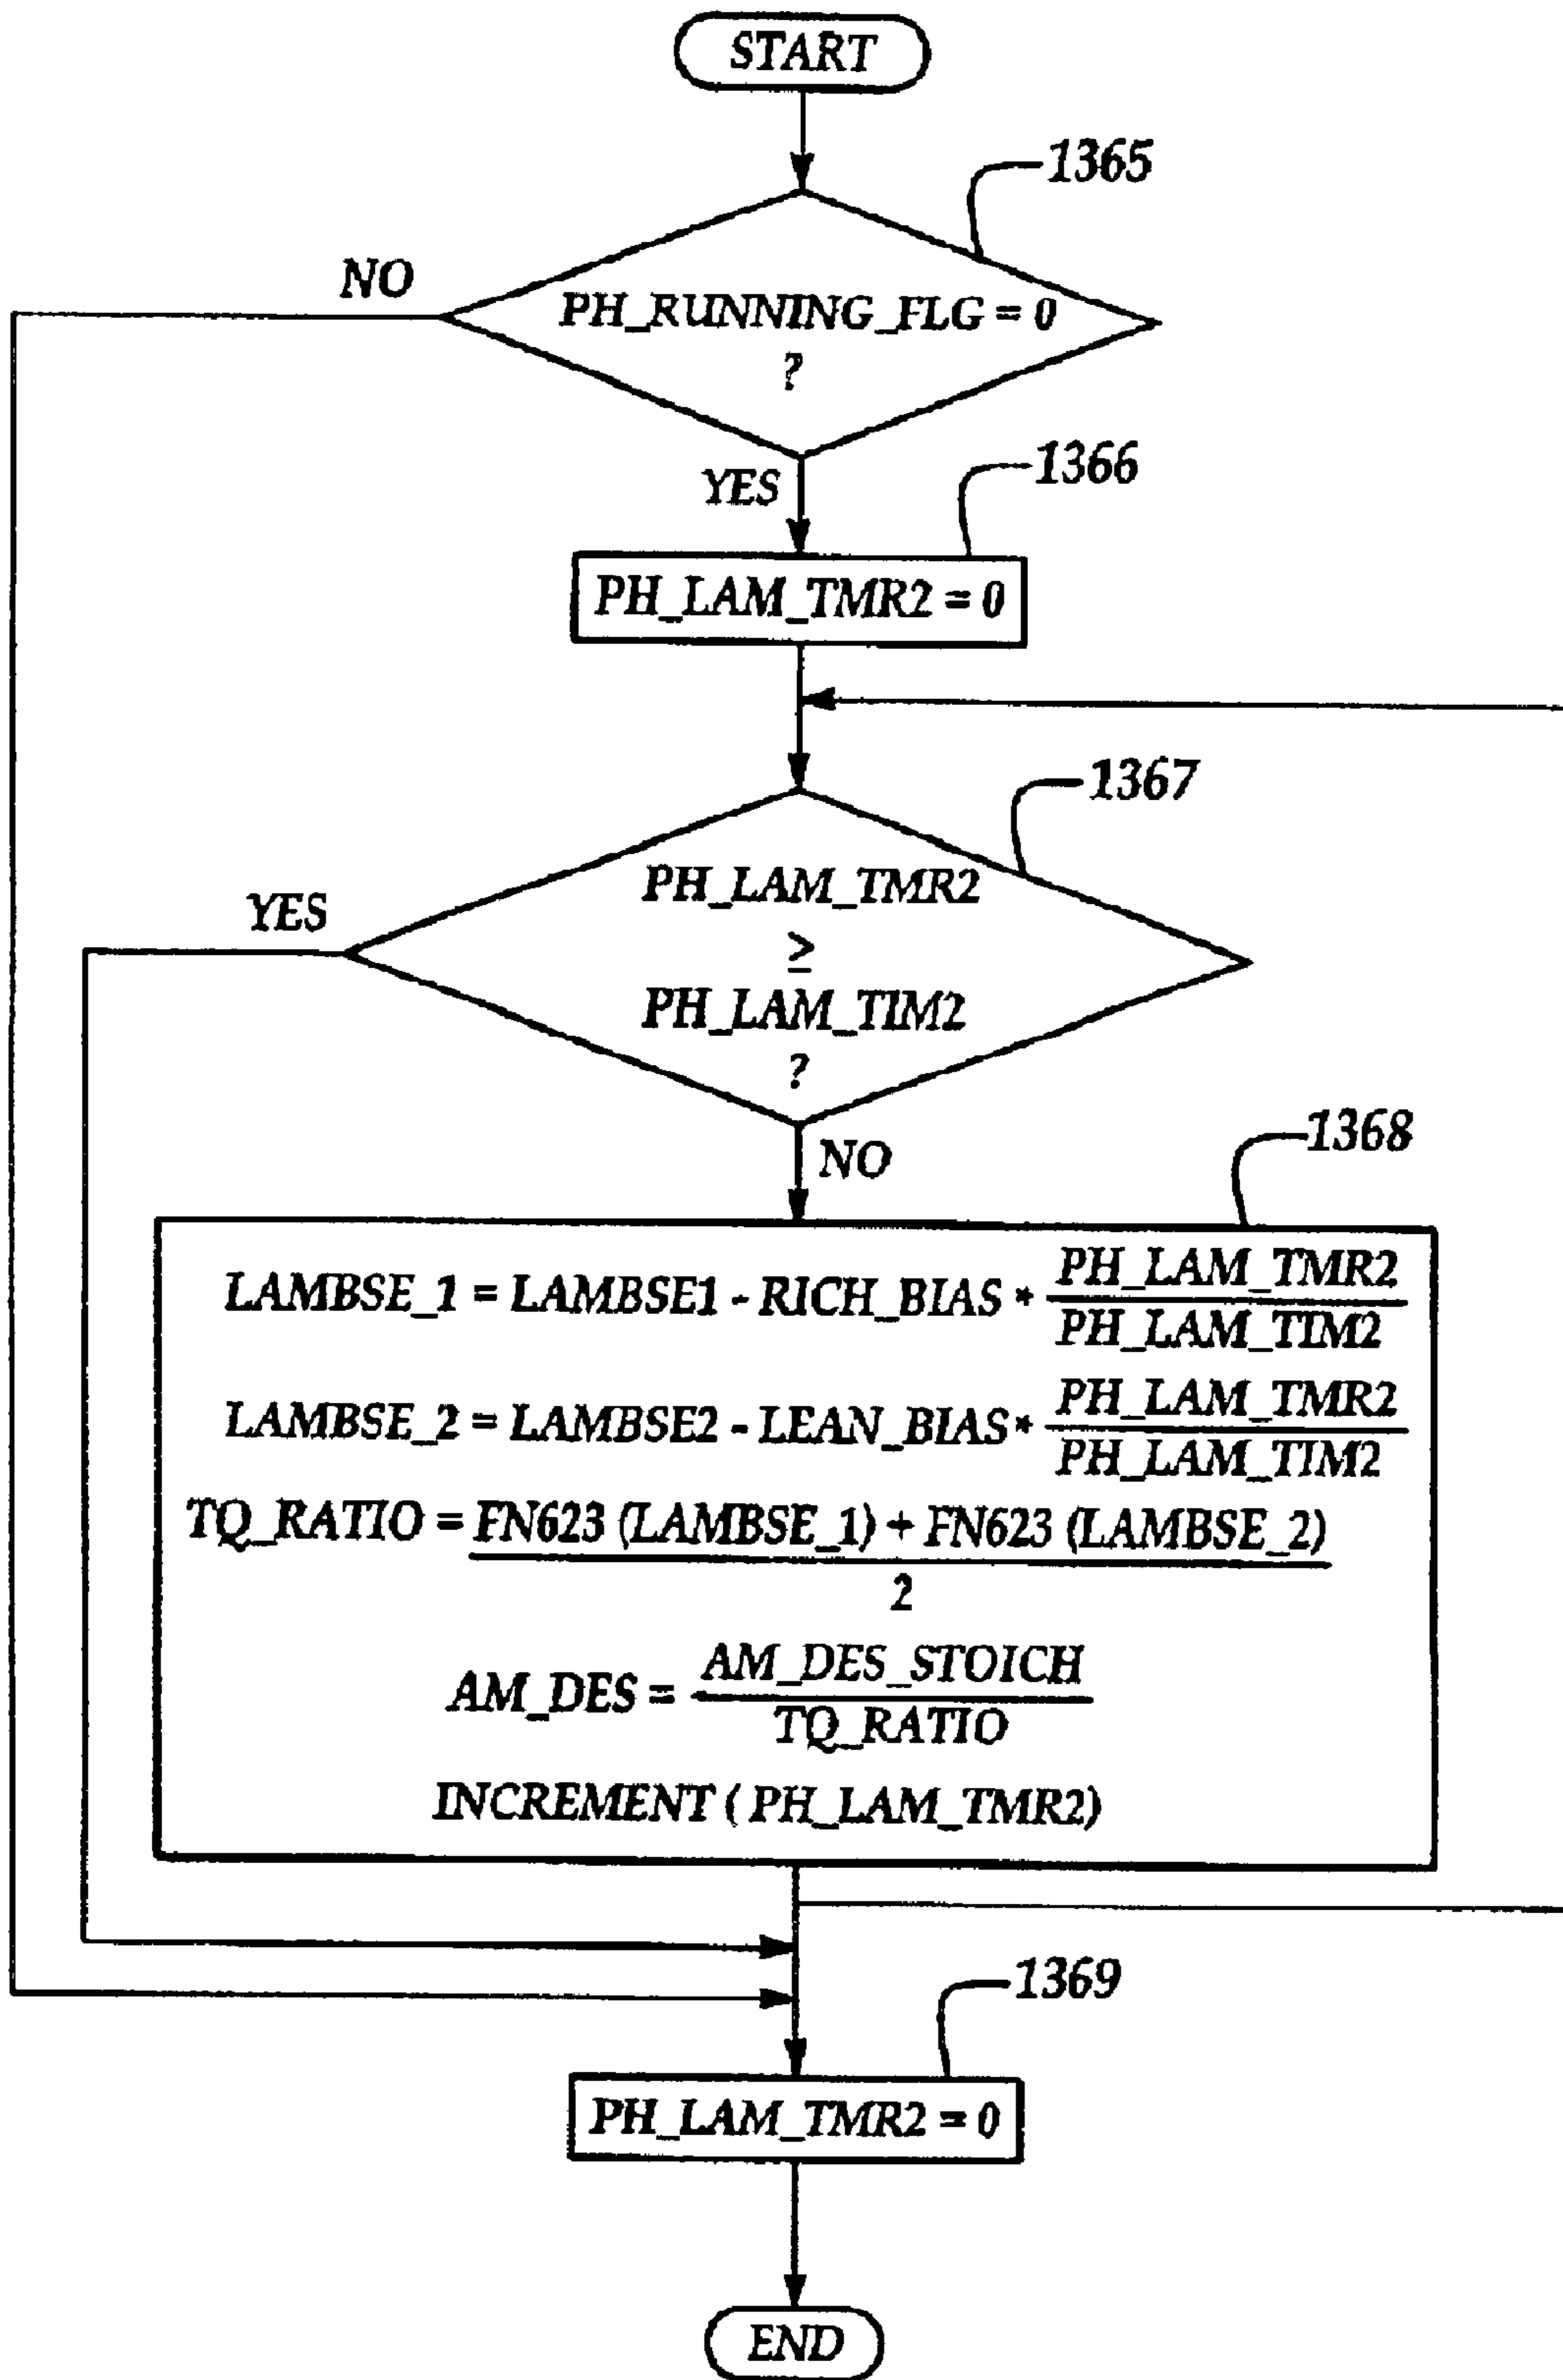 START
1365
NO
PH_RUNNING_FLG = 0
?
YES
1366
PH_LAM_TMR2 = 0
1367
YES
PH_LAM_TMR2
≥
PH_LAM_TIM2
?
NO
1368
LAMBSE_1 = LAMBSE1 - RICH_BIAS * PH_LAM_TMR2
PH_LAM_TIM2
LAMBSE_2 = LAMBSE2 - LEAN_BIAS * PH_LAM_TMR2
PH_LAM_TIM2
TQ_RATIO = FN623 (LAMBSE_1) + FN623 (LAMBSE_2)
2
AM_DES = AM_DES_STOICH
TQ_RATIO
INCREMENT ( PH_LAM_TMR2)
1369
PH_LAM_TMR2 = 0
END